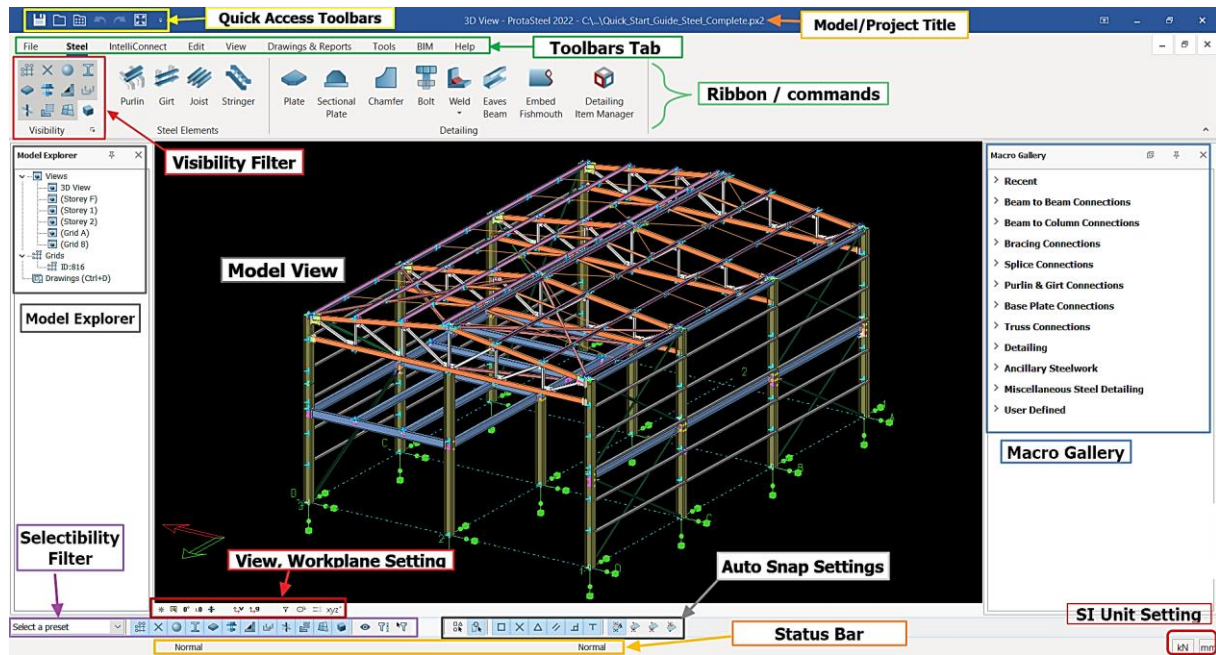 Quick Access Toolbars
3D View - ProtaSteel 2022 - C:\...\Quick_Start_Guide_Steel_Complete.px2
Model/Project Title
File Steel IntelliConnect Edit View Drawings & Reports Tools BIM Help
Toolbars Tab
Purlin Girt Joist Stringer Plate Sectional Plate Chamfer Bolt Weld Eaves Beam Embed Fishmouth Detailing Item Manager
Ribbon / commands
Visibility Steel Elements Detailing
Visibility Filter
Model Explorer
Views
3D View
(Storey F)
(Storey 1)
(Storey 2)
(Grid A)
(Grid B)
Grids
ID:816
Drawings (Ctrl+D)
Model Explorer
Model View
Macro Gallery
Recent
Beam to Beam Connections
Beam to Column Connections
Bracing Connections
Splice Connections
Purlin & Girt Connections
Base Plate Connections
Truss Connections
Detailing
Ancillary Steelwork
Miscellaneous Steel Detailing
User Defined
Macro Gallery
Selectibility
Filter
View, Workplane Setting
Auto Snap Settings
SI Unit Setting
Select a preset
Status Bar
Normal Normal
kN mm